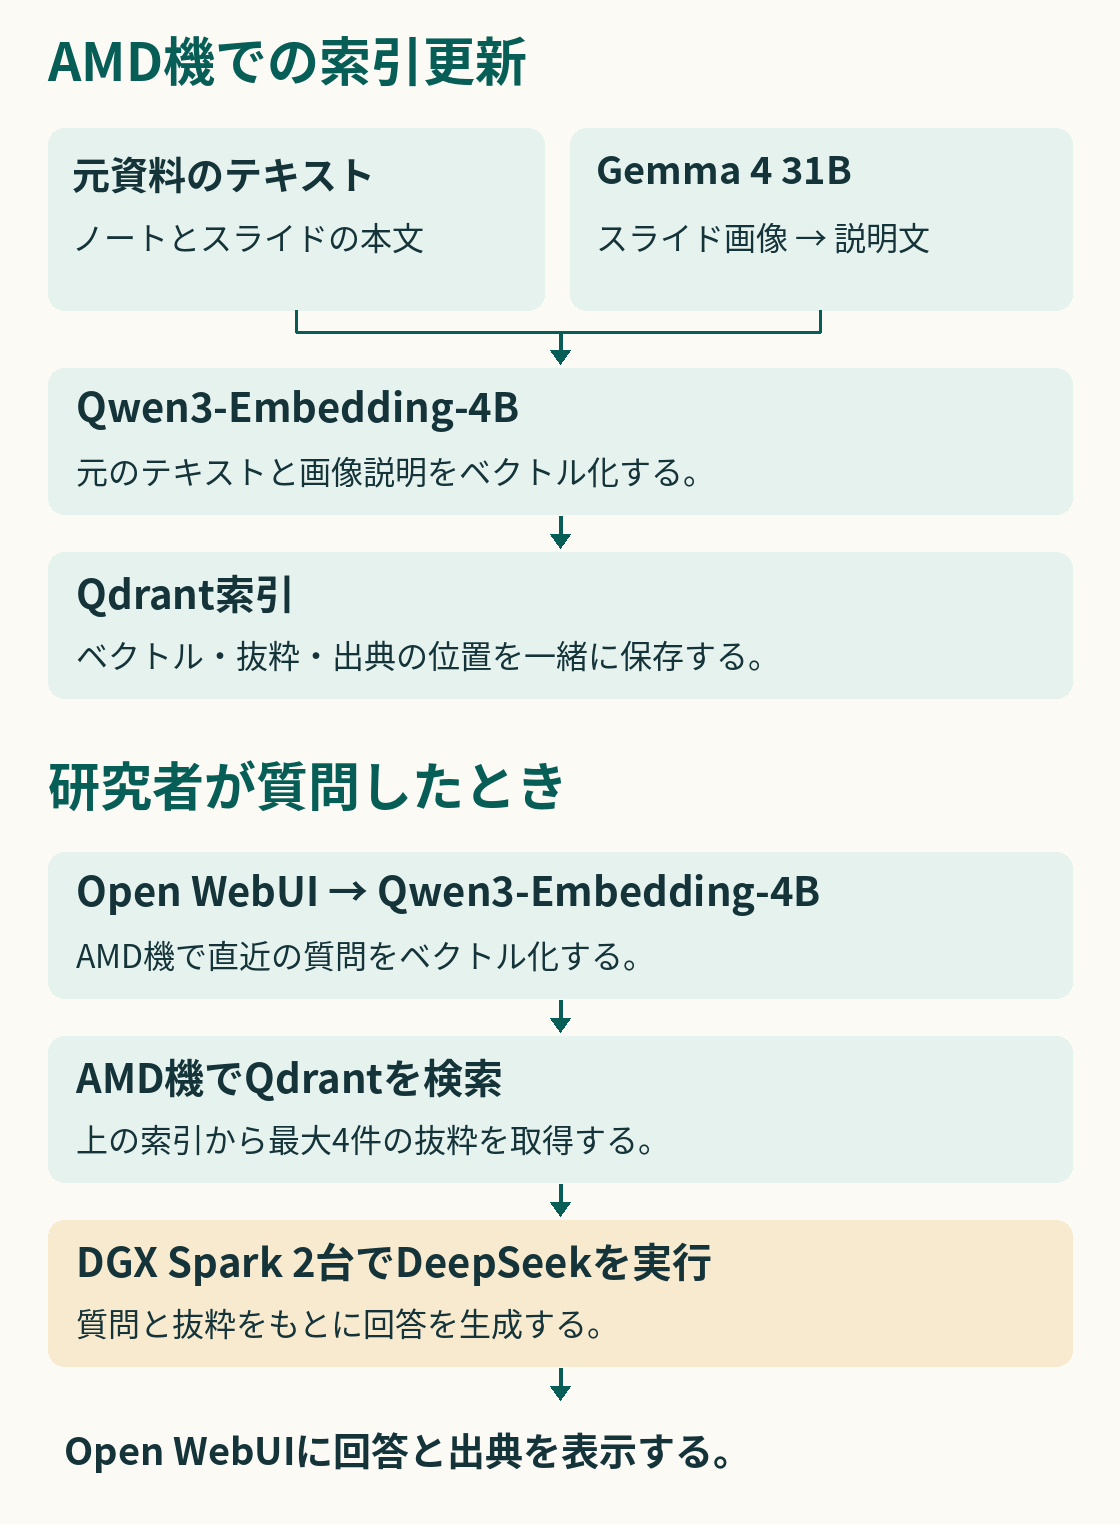 AMD機での索引更新
元資料のテキスト
ノートとスライドの本文
Gemma 4 31B
スライド画像 → 説明文
Qwen3-Embedding-4B
元のテキストと画像説明をベクトル化する。
Qdrant索引
ベクトル・抜粋・出典の位置を一緒に保存する。
研究者が質問したとき
Open WebUI → Qwen3-Embedding-4B
AMD機で直近の質問をベクトル化する。
AMD機でQdrantを検索
上の索引から最大4件の抜粋を取得する。
DGX Spark 2台でDeepSeekを実行
質問と抜粋をもとに回答を生成する。
Open WebUIに回答と出典を表示する。